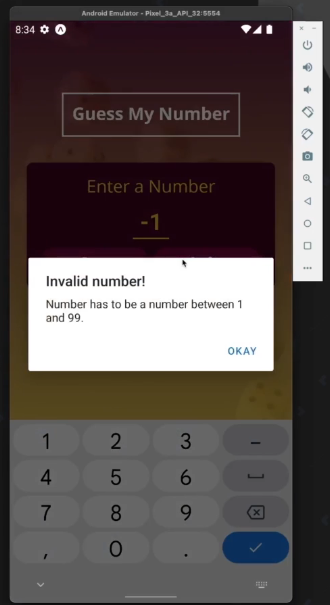 Android Emulator - Pixel_3a_API_32:5554
8:34
Guess My Number
Enter a Number
-1
Invalid number!
Number has to be a number between 1
and 99.
OKAY
1 2 3 –
4 5 6
7 8 9
, 0 .